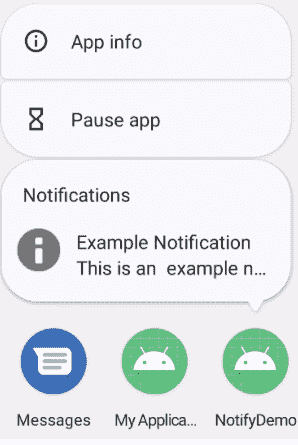 App info
Pause app
Notifications
Example Notification
This is an  example n...
Messages
My Applica...
NotifyDemo